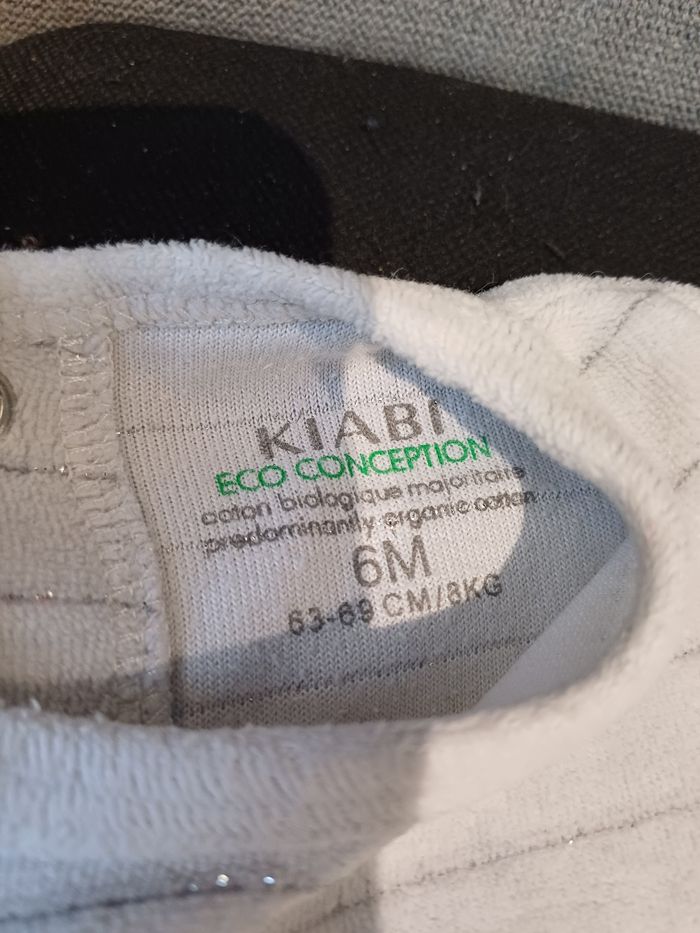 KIABI
ECO CONCEPTION
coton biologique majoritaire
predominantly organic cotton
6M
63-69 CM/8KG